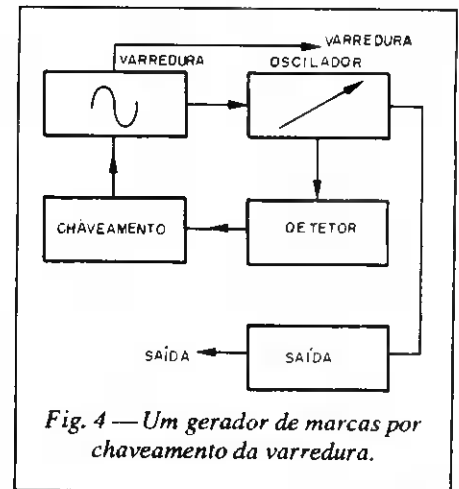 VARREDURA
VARREDURA
OSCILADOR
CHAVEAMENTO
DETETOR
SAÍDA
SAÍDA
Fig. 4 — Um gerador de marcas por
chaveamento da varredura.